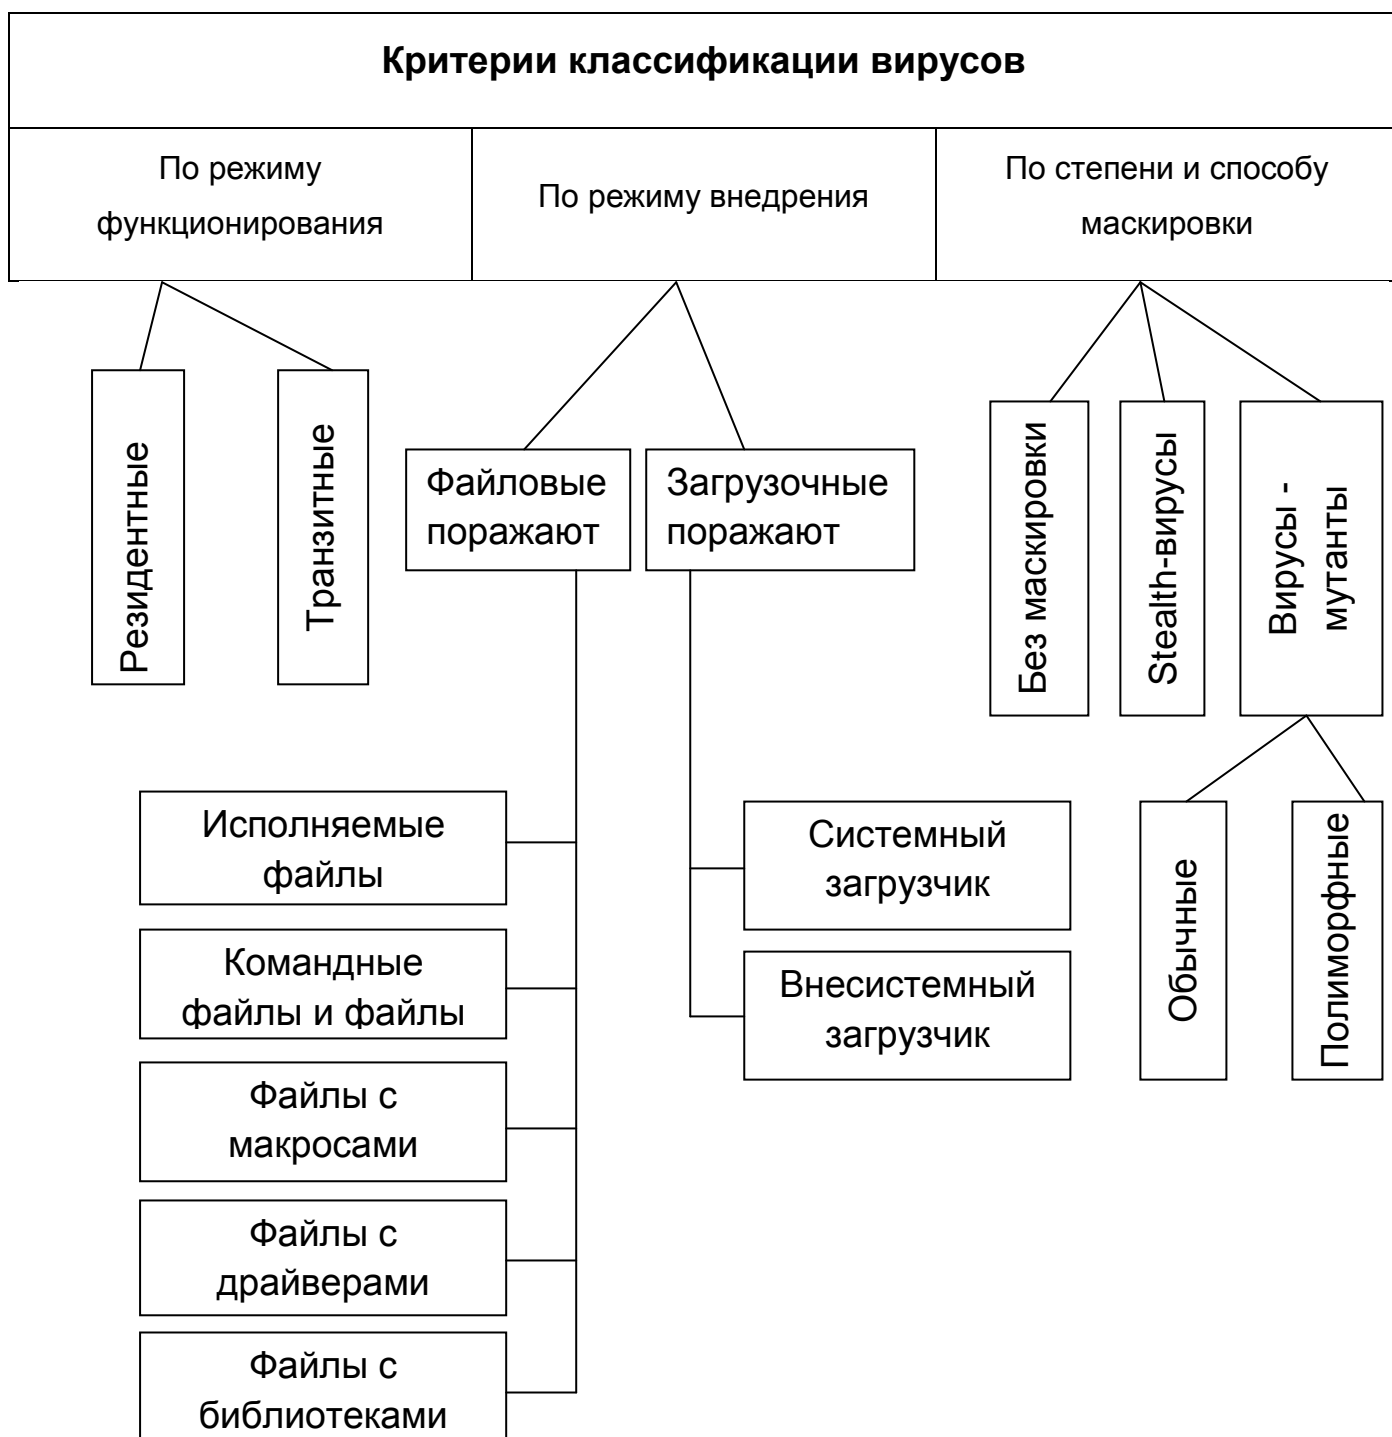 Критерии классификации вирусов
По режиму
функционирования
По режиму внедрения
По степени и способу
маскировки
Резидентные
Транзитные
Файловые
поражают
Загрузочные
поражают
Без маскировки
Stealth-вирусы
Вирусы -
мутанты
Исполняемые
файлы
Командные
файлы и файлы
Файлы с
макросами
Файлы с
драйверами
Файлы с
библиотеками
Системный
загрузчик
Внесистемный
загрузчик
Обычные
Полиморфные